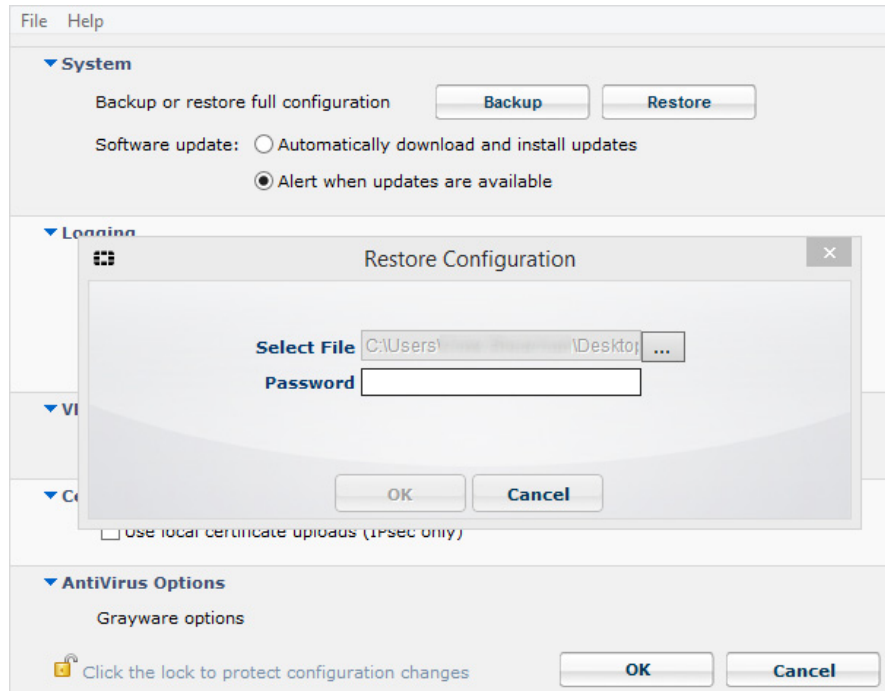 File Help
System
Backup or restore full configuration Backup Restore
Software update: Automatically download and install updates
Alert when updates are available
Logging
Restore Configuration
Select File C:\Users\ \Desktop ...
Password
OK Cancel
Use local certificate uploads (IPsec only)
AntiVirus Options
Grayware options
Click the lock to protect configuration changes OK Cancel